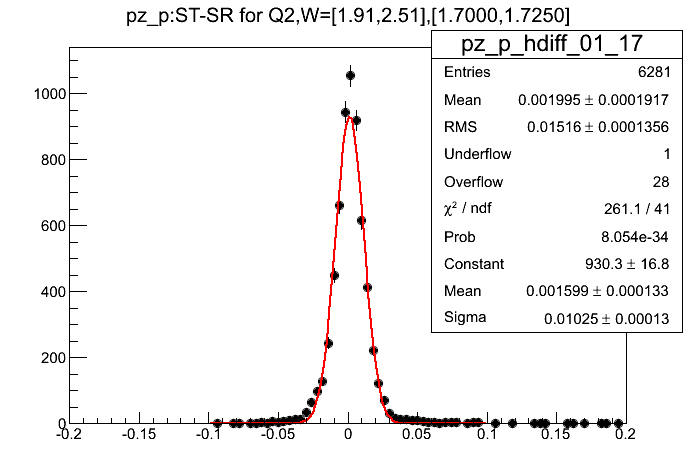 pz_p:ST-SR for Q2,W=[1.91,2.51],[1.7000,1.7250]
pz_p_hdiff_01_17
Entries 6281
Mean 0.001995 ± 0.0001917
RMS 0.01516 ± 0.0001356
Underflow 1
Overflow 28
χ² / ndf 261.1 / 41
Prob 8.054e-34
Constant 930.3 ± 16.8
Mean 0.001599 ± 0.000133
Sigma 0.01025 ± 0.00013
1000
800
600
400
200
0
-0.2 -0.15 -0.1 -0.05 0 0.05 0.1 0.15 0.2